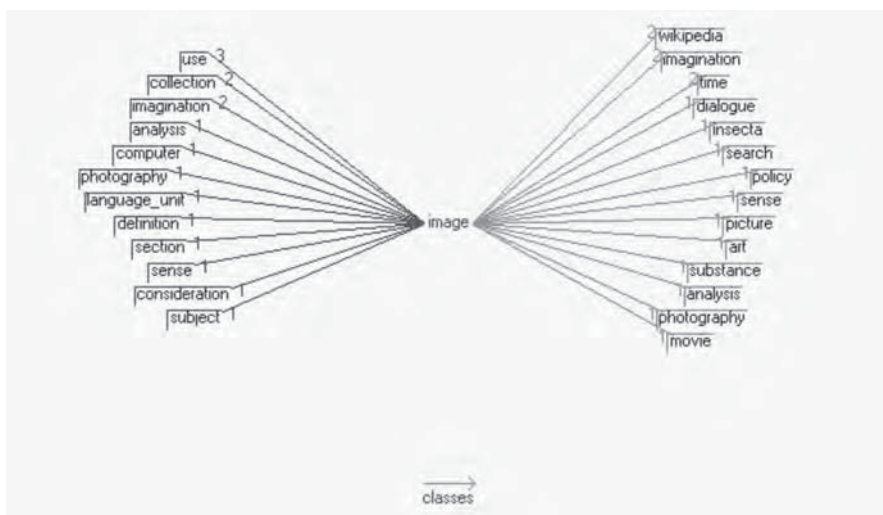 use 3
collection 2
imagination 2
analysis 1
computer 1
photography 1
language_unit 1
definition 1
section 1
sense 1
consideration 1
subject 1
image
2 wikipedia
2 imagination
2 time
1 dialogue
1 insecta
1 search
1 policy
1 sense
1 picture
1 art
1 substance
1 analysis
1 photography
1 movie
classes